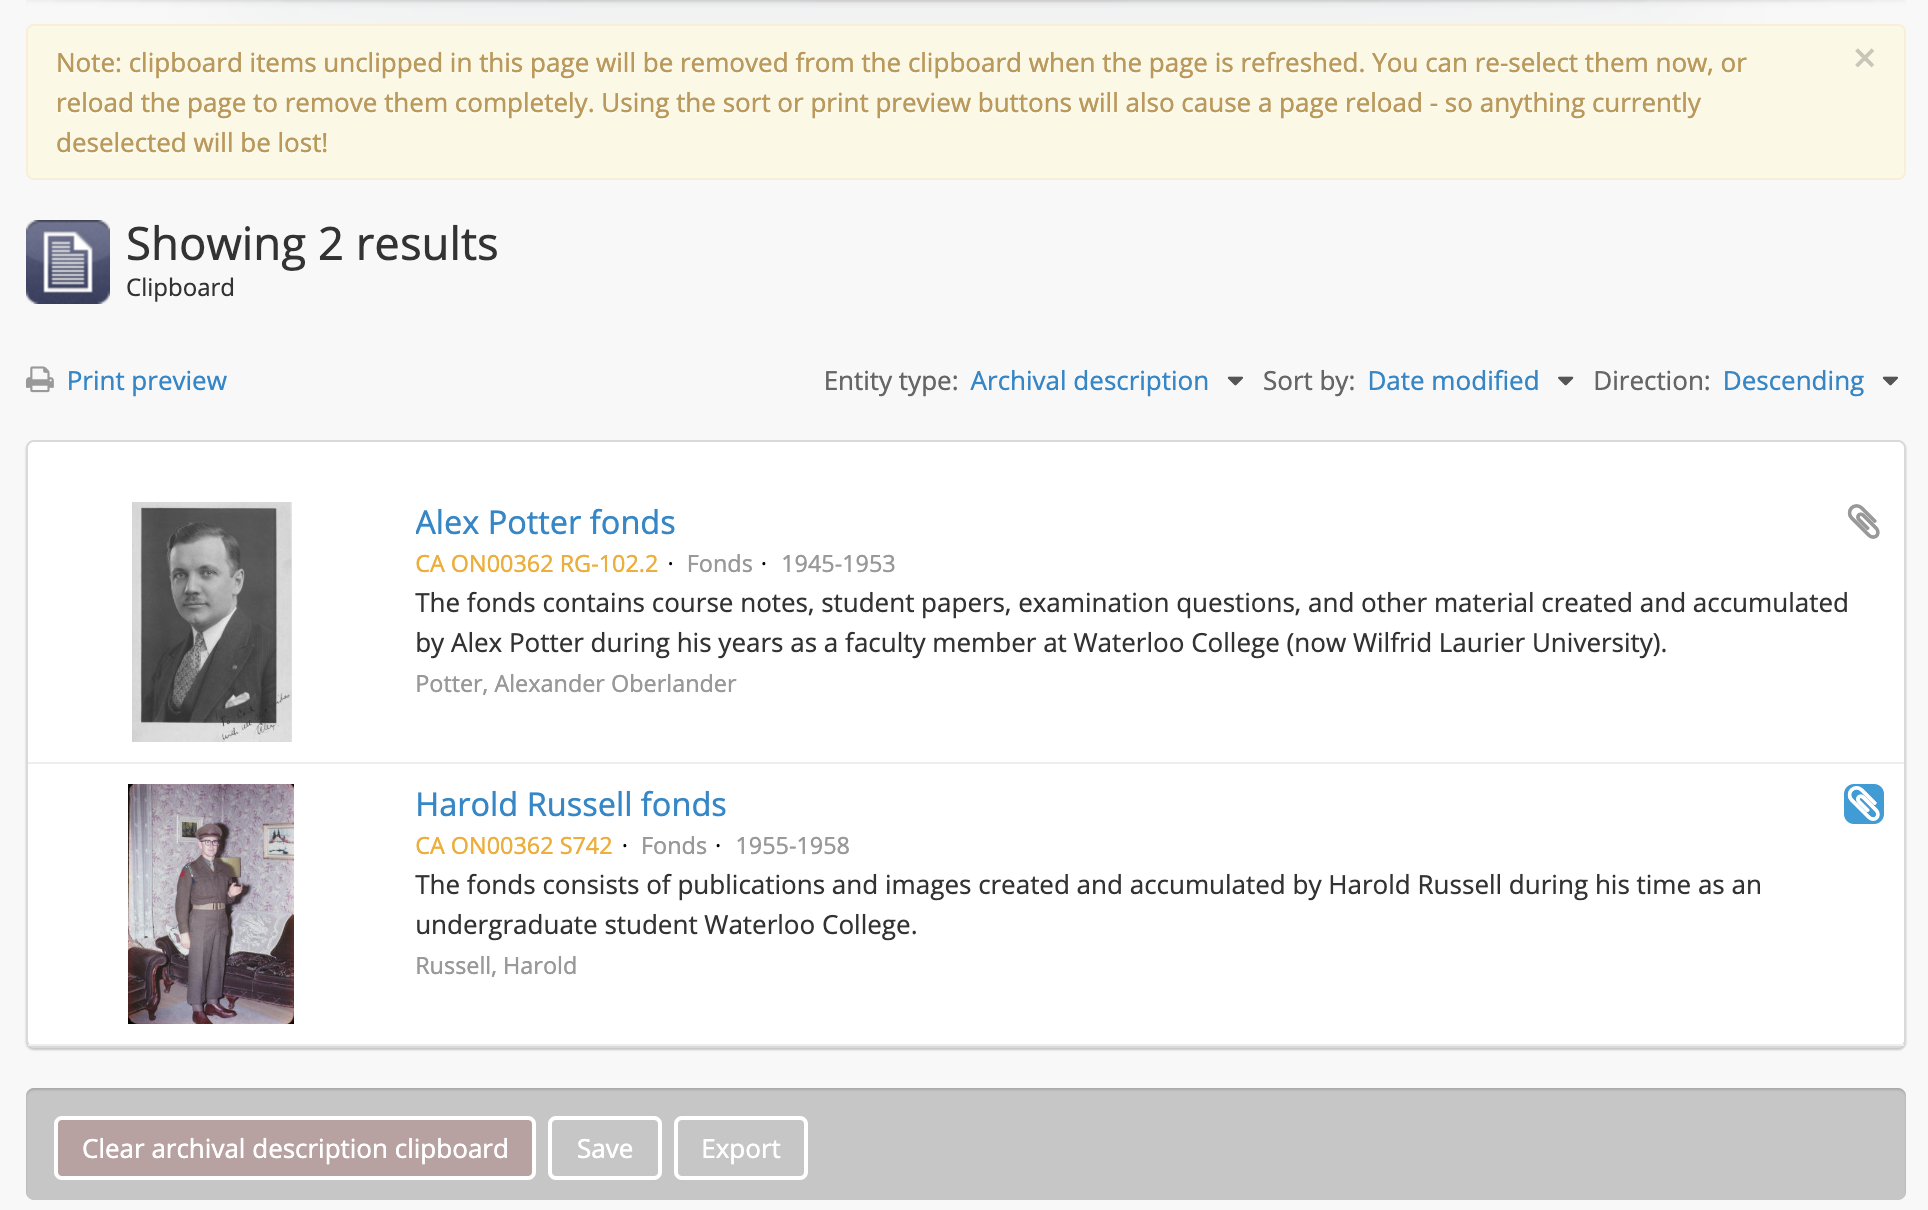 Note: clipboard items unclipped in this page will be removed from the clipboard when the page is refreshed. You can re-select them now, or
reload the page to remove them completely. Using the sort or print preview buttons will also cause a page reload - so anything currently
deselected will be lost!
Showing 2 results
Clipboard
Print preview
Entity type: Archival description Sort by: Date modified Direction: Descending
Alex Potter fonds
CA ON00362 RG-102.2 · Fonds · 1945-1953
The fonds contains course notes, student papers, examination questions, and other material created and accumulated
by Alex Potter during his years as a faculty member at Waterloo College (now Wilfrid Laurier University).
Potter, Alexander Oberlander
Harold Russell fonds
CA ON00362 S742 · Fonds · 1955-1958
The fonds consists of publications and images created and accumulated by Harold Russell during his time as an
undergraduate student Waterloo College.
Russell, Harold
Clear archival description clipboard
Save
Export